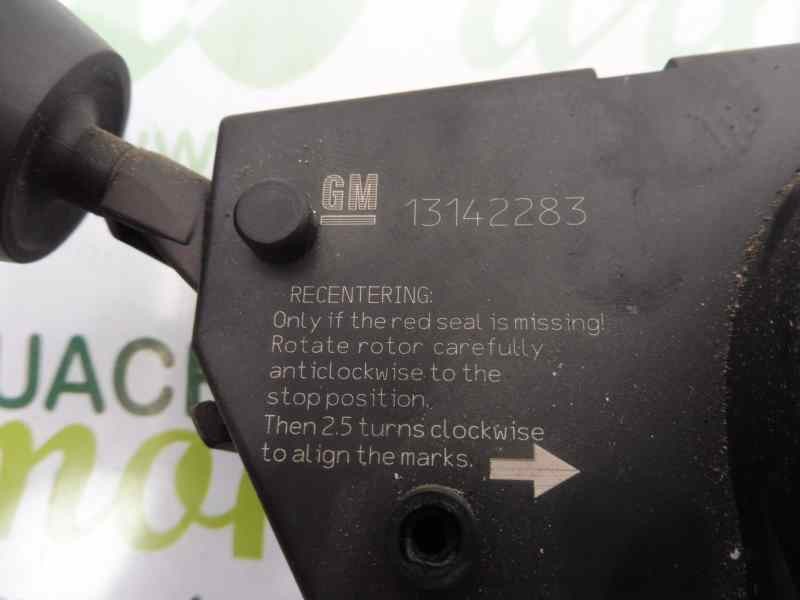 GM 13142283
RECENTERING:
Only if the red seal is missing!
Rotate rotor carefully
anticlockwise to the
stop position.
Then 2.5 turns clockwise
to align the marks.
UACE